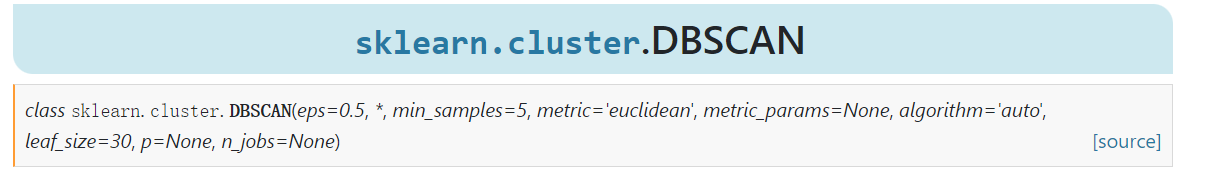 sklearn.cluster.DBSCAN
class sklearn.cluster.DBSCAN(eps=0.5, *, min_samples=5, metric='euclidean', metric_params=None, algorithm='auto',
leaf_size=30, p=None, n_jobs=None) [source]